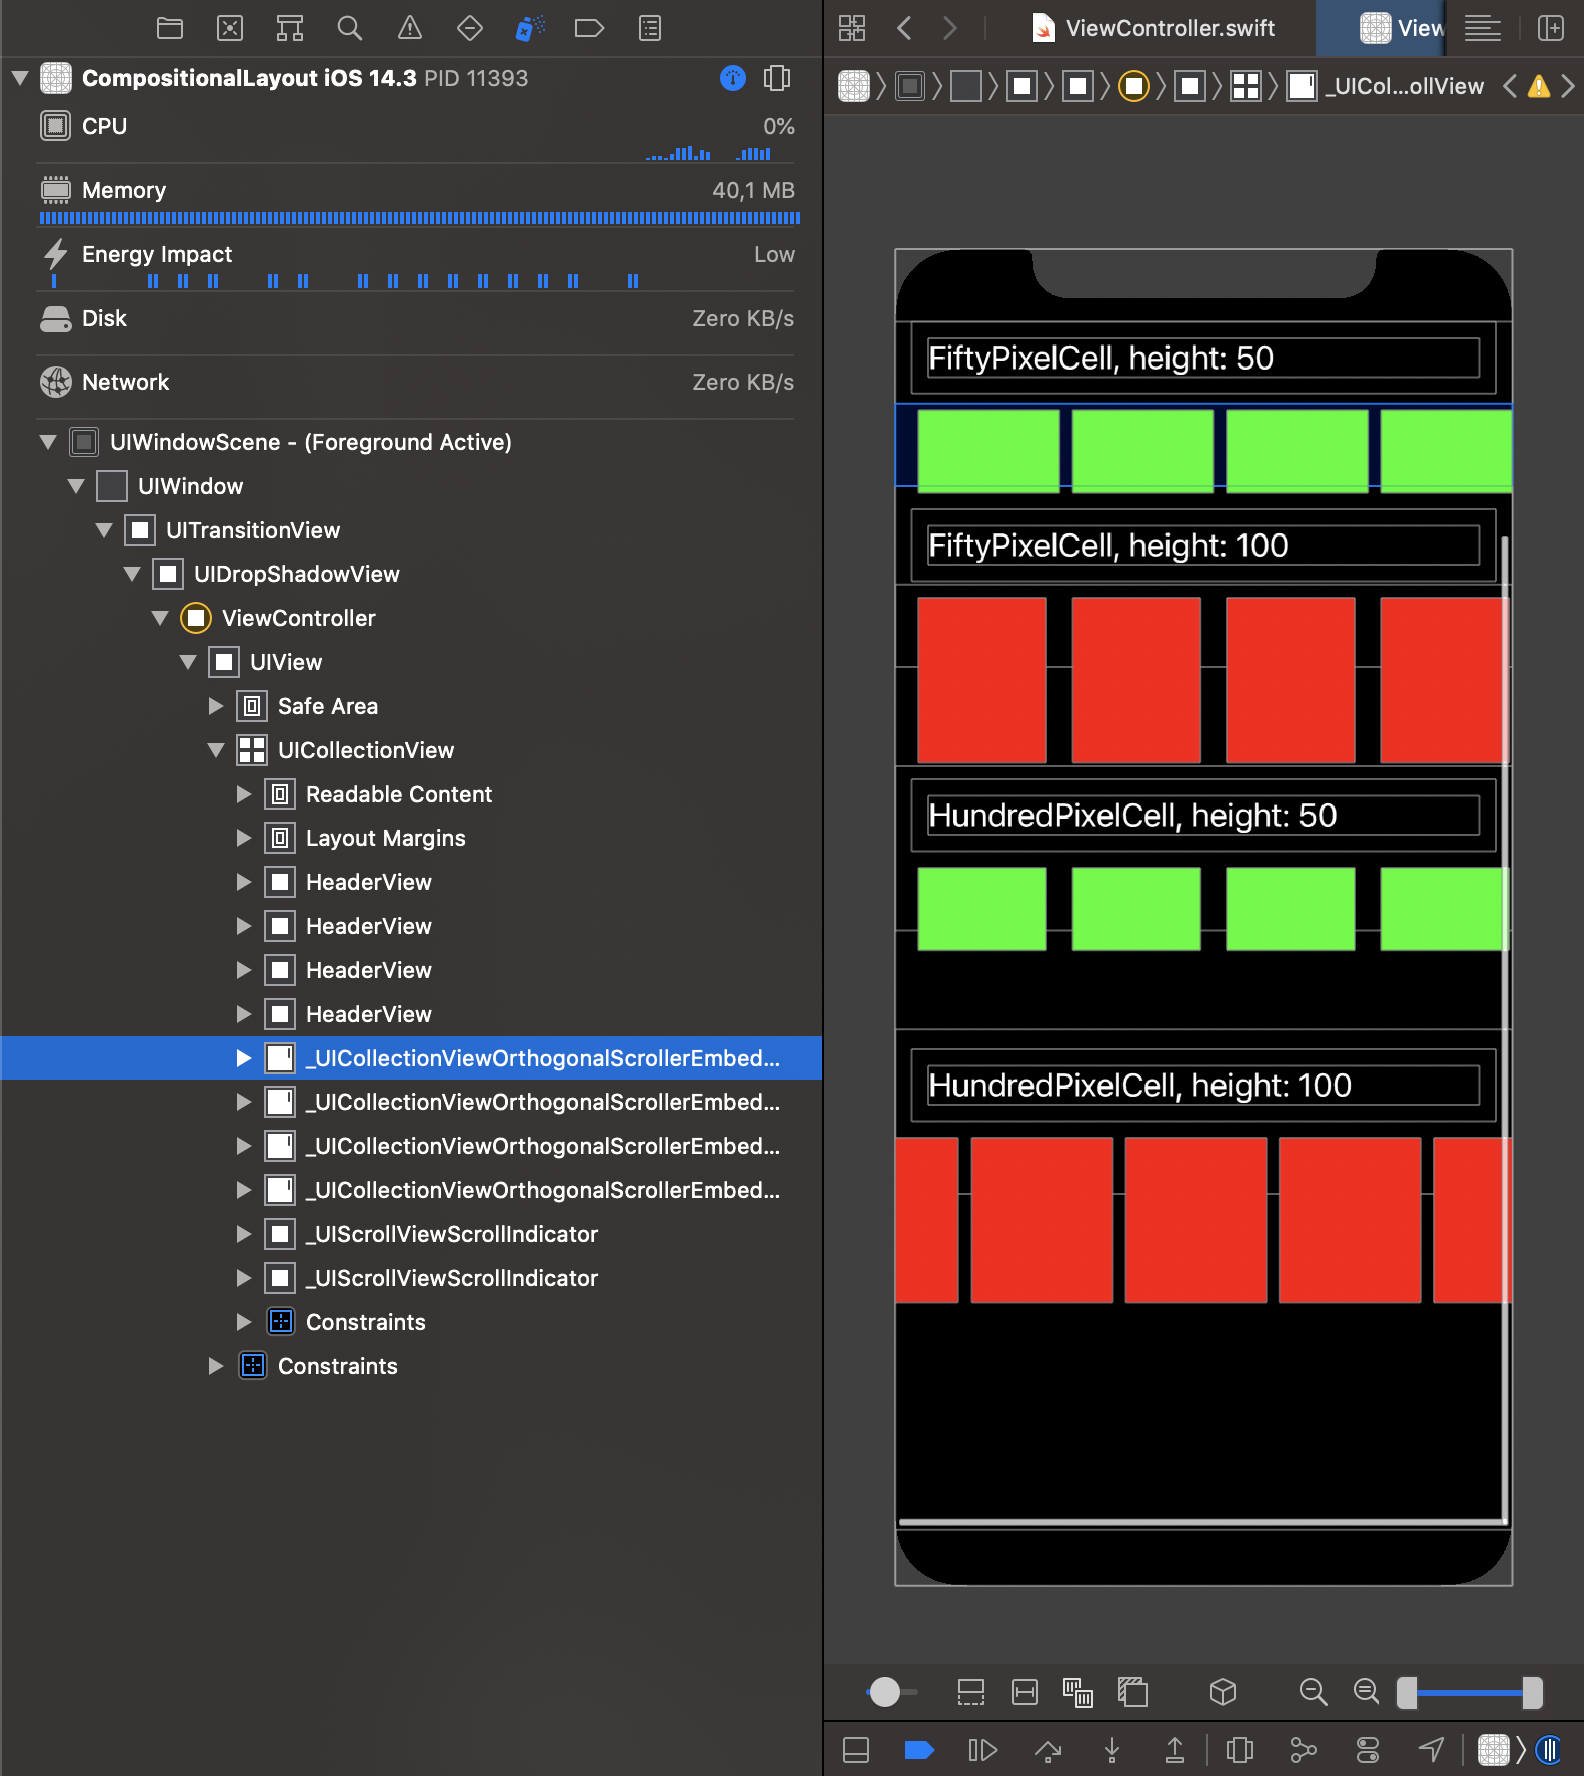 CompositionalLayout iOS 14.3 PID 11393
CPU 0%
Memory 40,1 MB
Energy Impact Low
Disk Zero KB/s
Network Zero KB/s
UIWindowScene - (Foreground Active)
UIWindow
UITransitionView
UIDropShadowView
ViewController
UIView
Safe Area
UICollectionView
Readable Content
Layout Margins
HeaderView
HeaderView
HeaderView
HeaderView
_UICollectionViewOrthogonalScrollerEmbed...
_UICollectionViewOrthogonalScrollerEmbed...
_UICollectionViewOrthogonalScrollerEmbed...
_UICollectionViewOrthogonalScrollerEmbed...
_UIScrollViewScrollIndicator
_UIScrollViewScrollIndicator
Constraints
Constraints
ViewController.swift View
_UICol...ollView
FiftyPixelCell, height: 50
FiftyPixelCell, height: 100
HundredPixelCell, height: 50
HundredPixelCell, height: 100